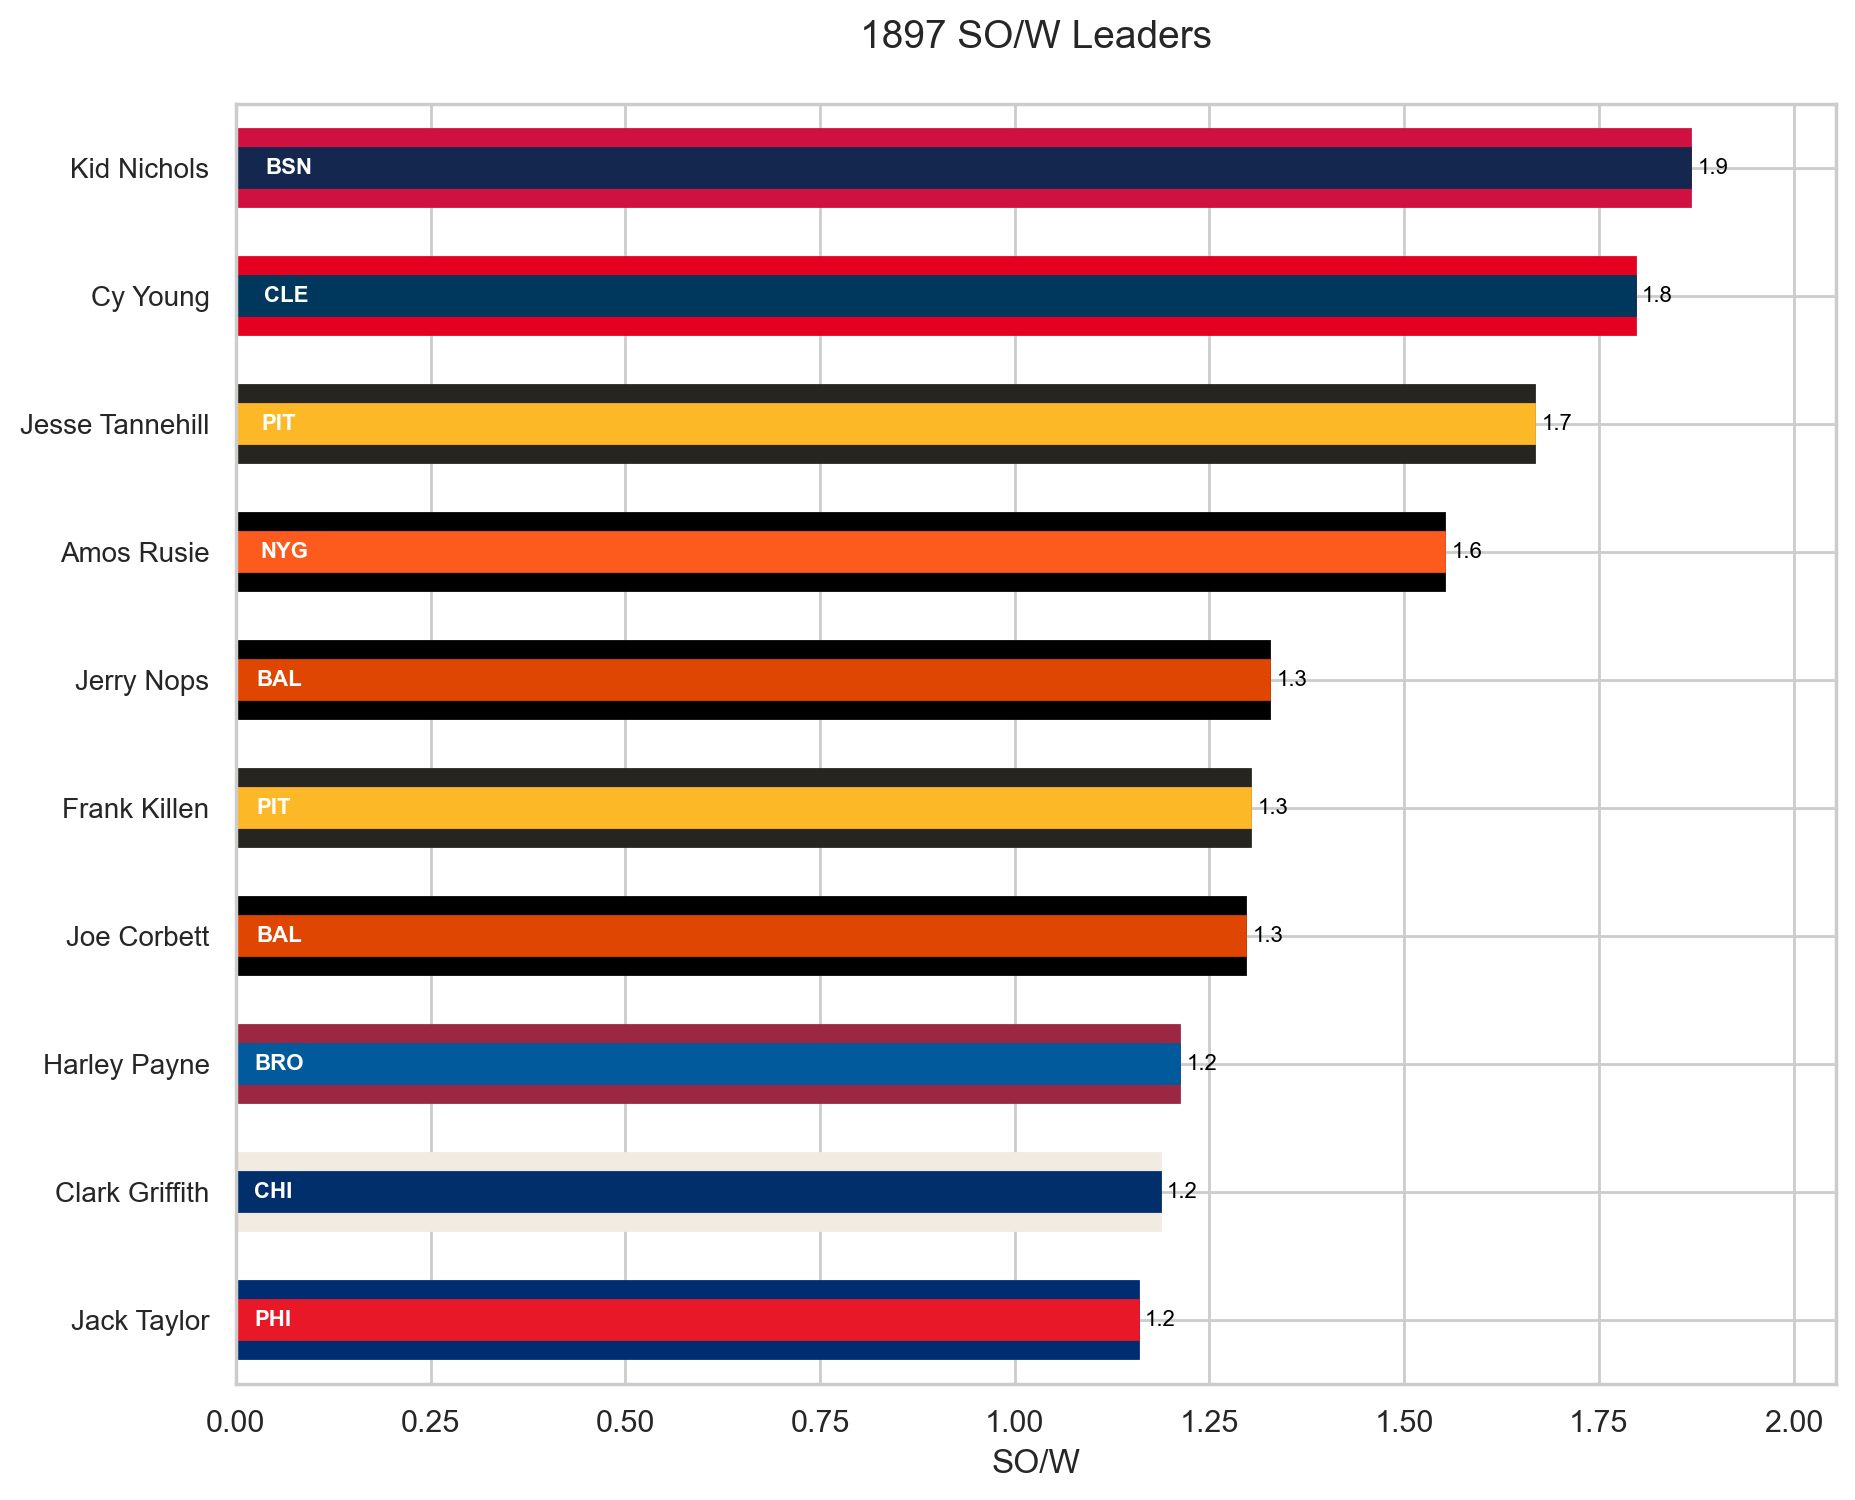 1897 SO/W Leaders
Kid Nichols BSN 1.9
Cy Young CLE 1.8
Jesse Tannehill PIT 1.7
Amos Rusie NYG 1.6
Jerry Nops BAL 1.3
Frank Killen PIT 1.3
Joe Corbett BAL 1.3
Harley Payne BRO 1.2
Clark Griffith CHI 1.2
Jack Taylor PHI 1.2
0.00 0.25 0.50 0.75 1.00 1.25 1.50 1.75 2.00
SO/W